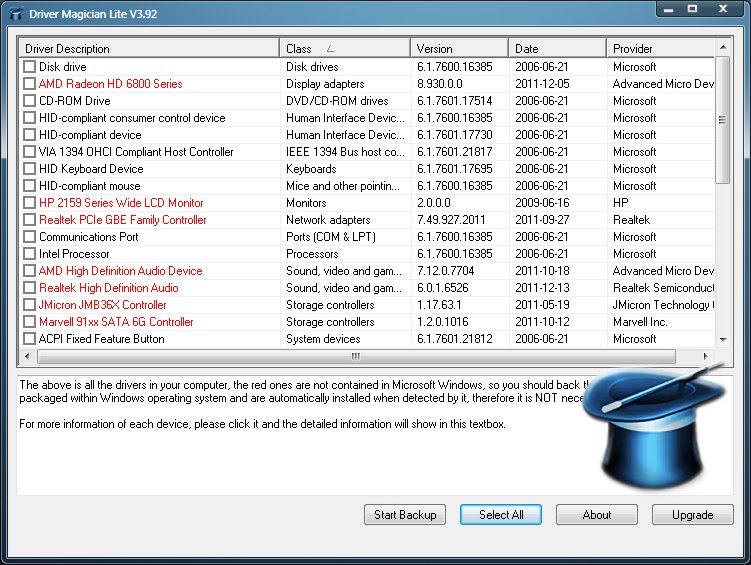 Driver Magician Lite V3.92
Driver Description Class Version Date Provider
Disk drive Disk drives 6.1.7600.16385 2006-06-21 Microsoft
AMD Radeon HD 6800 Series Display adapters 8.930.0.0 2011-12-05 Advanced Micro Dev
CD-ROM Drive DVD/CD-ROM drives 6.1.7601.17514 2006-06-21 Microsoft
HID-compliant consumer control device Human Interface Devic... 6.1.7600.16385 2006-06-21 Microsoft
HID-compliant device Human Interface Devic... 6.1.7601.17730 2006-06-21 Microsoft
VIA 1394 OHCI Compliant Host Controller IEEE 1394 Bus host co... 6.1.7601.21817 2006-06-21 Microsoft
HID Keyboard Device Keyboards 6.1.7601.17695 2006-06-21 Microsoft
HID-compliant mouse Mice and other pointin... 6.1.7600.16385 2006-06-21 Microsoft
HP 2159 Series Wide LCD Monitor Monitors 2.0.0.0 2009-06-16 HP
Realtek PCIe GBE Family Controller Network adapters 7.49.927.2011 2011-09-27 Realtek
Communications Port Ports (COM & LPT) 6.1.7600.16385 2006-06-21 Microsoft
Intel Processor Processors 6.1.7600.16385 2006-06-21 Microsoft
AMD High Definition Audio Device Sound, video and gam... 7.12.0.7704 2011-10-18 Advanced Micro Dev
Realtek High Definition Audio Sound, video and gam... 6.0.1.6526 2011-12-13 Realtek Semiconduct
JMicron JMB36X Controller Storage controllers 1.17.63.1 2011-05-19 JMicron Technology
Marvell 91xx SATA 6G Controller Storage controllers 1.2.0.1016 2011-10-12 Marvell Inc.
ACPI Fixed Feature Button System devices 6.1.7601.21812 2006-06-21 Microsoft
The above is all the drivers in your computer, the red ones are not contained in Microsoft Windows, so you should back
packaged within Windows operating system and are automatically installed when detected by it, therefore it is NOT
For more information of each device, please click it and the detailed information will show in this textbox.
Start Backup Select All About Upgrade